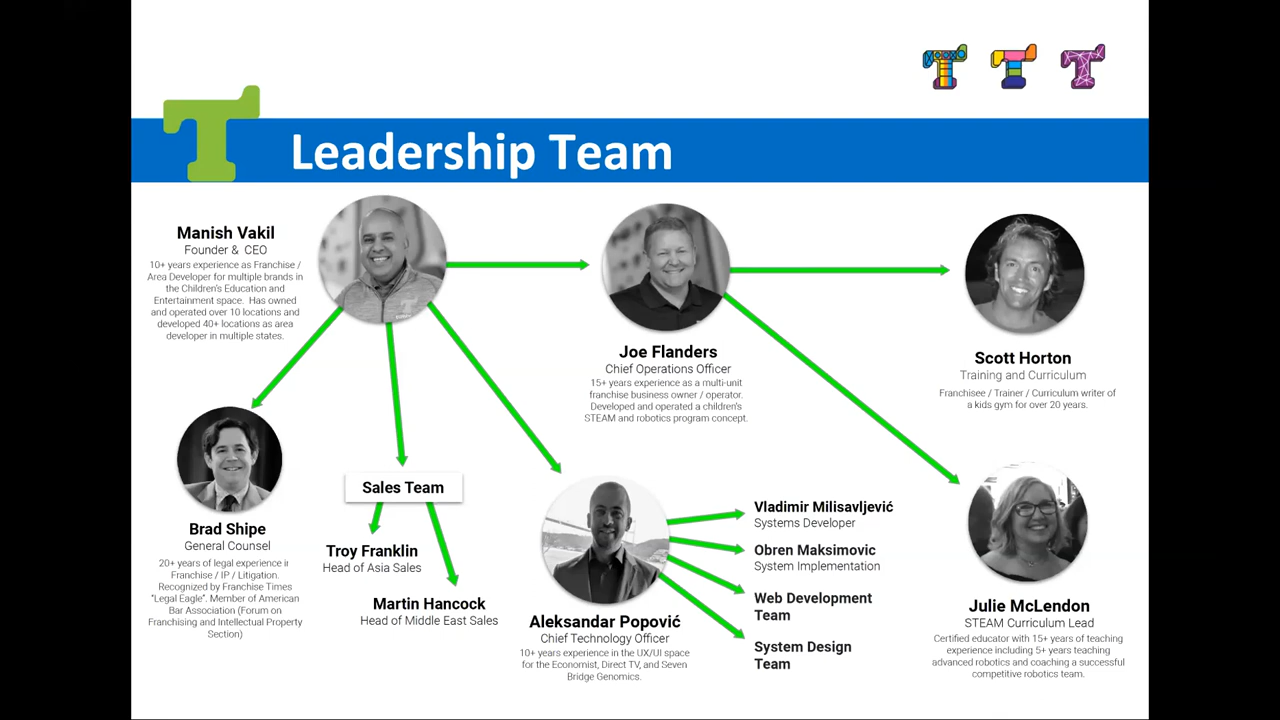 Leadership Team
Manish Vakil
Founder & CEO
10+ years experience as Franchise /
Area Developer for multiple brands in
the Children's Education and
Entertainment space. Has owned
and operated over 10 locations and
developed 40+ locations as area
developer in multiple states.
Joe Flanders
Chief Operations Officer
15+ years experience as a multi-unit
franchise business owner / operator.
Developed and operated a children's
STEAM and robotics program concept.
Scott Horton
Training and Curriculum
Franchisee / Trainer / Curriculum writer of
a kids gym for over 20 years.
Brad Shipe
General Counsel
20+ years of legal experience in
Franchise / IP / Litigation.
Recognized by Franchise Times
"Legal Eagle". Member of American
Bar Association (Forum on
Franchising and Intellectual Property
Section)
Sales Team
Troy Franklin
Head of Asia Sales
Martin Hancock
Head of Middle East Sales
Aleksandar Popović
Chief Technology Officer
10+ years experience in the UX/UI space
for the Economist, Direct TV, and Seven
Bridge Genomics.
Vladimir Milisavljević
Systems Developer
Obren Maksimovic
System Implementation
Web Development
Team
System Design
Team
Julie McLendon
STEAM Curriculum Lead
Certified educator with 15+ years of teaching
experience including 5+ years teaching
advanced robotics and coaching a successful
competitive robotics team.